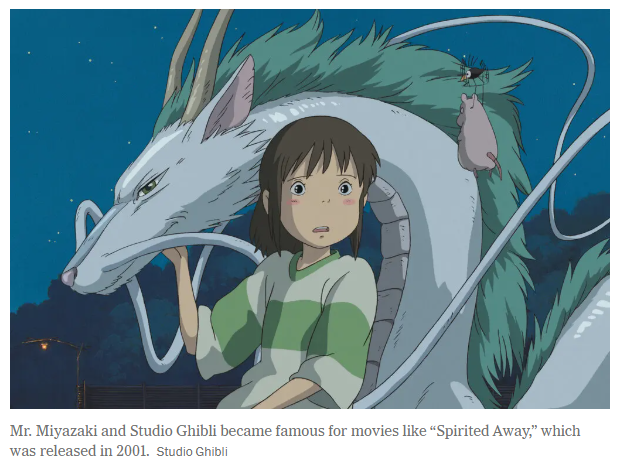 Mr. Miyazaki and Studio Ghibli became famous for movies like “Spirited Away,” which
was released in 2001. Studio Ghibli